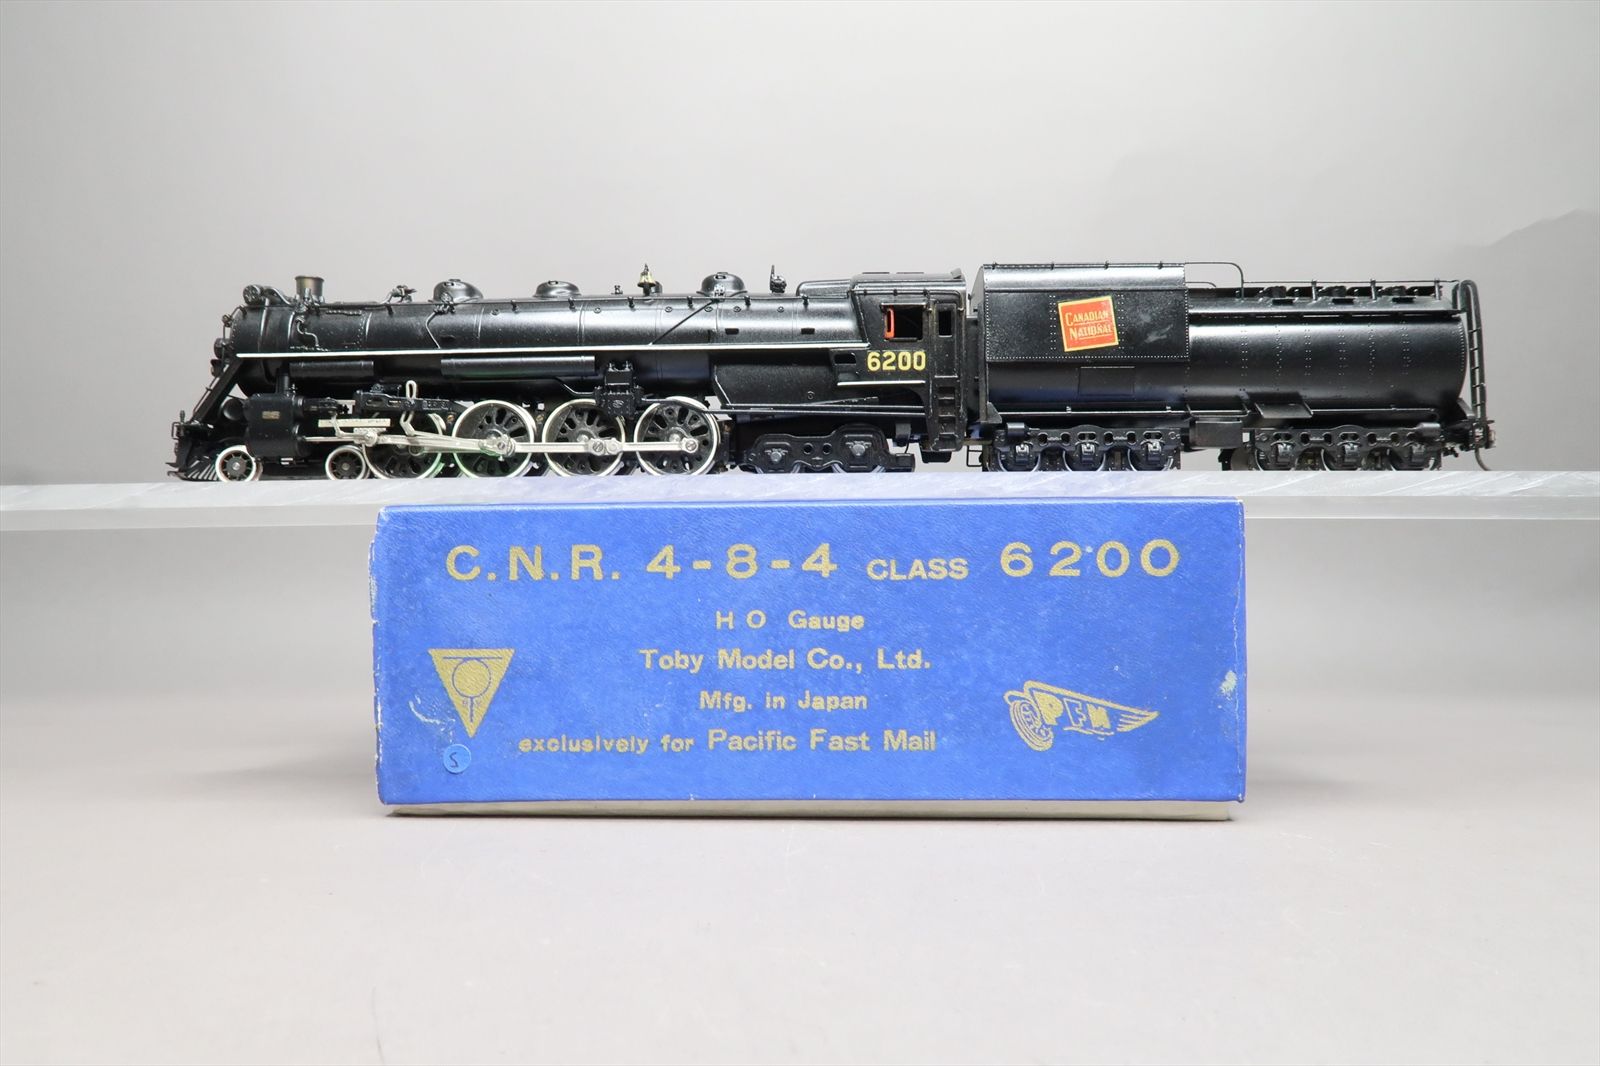 CANADIAN
NATIONAL
6200
C.N.R. 4-8-4 CLASS 6200
HO Gauge
Toby Model Co., Ltd.
Mfg. in Japan
exclusively for Pacific Fast Mail
PFM
S